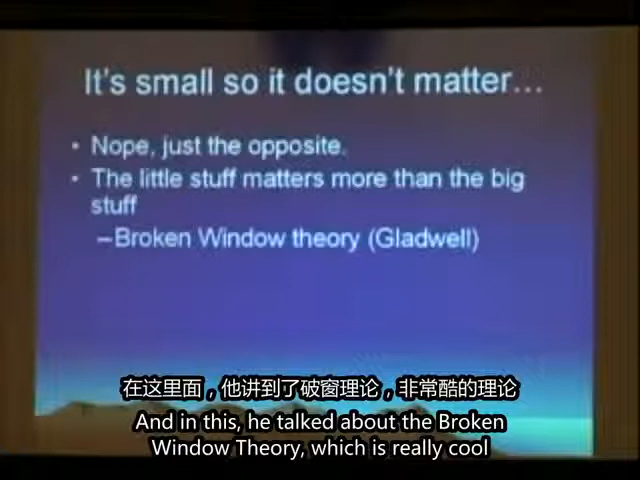 It's small so it doesn't matter...
• Nope, just the opposite.
• The little stuff matters more than the big
stuff
–Broken Window theory (Gladwell)
在这里面，他讲到了破窗理论，非常酷的理论
And in this, he talked about the Broken
Window Theory, which is really cool